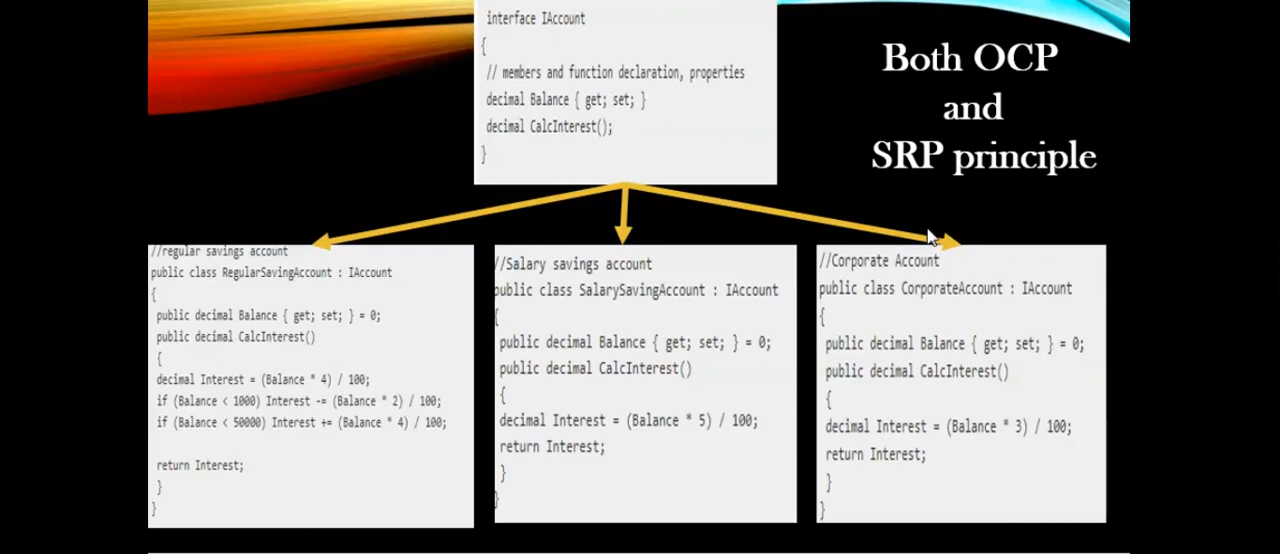 interface IAccount
{
// members and function declaration, properties
decimal Balance { get; set; }
decimal CalcInterest();
}
Both OCP
and
SRP principle
//regular savings account
public class RegularSavingAccount : IAccount
{
public decimal Balance { get; set; } = 0;
public decimal CalcInterest()
{
decimal Interest = (Balance * 4) / 100;
if (Balance < 1000) Interest -= (Balance * 2) / 100;
if (Balance < 50000) Interest += (Balance * 4) / 100;
return Interest;
}
}
//Salary savings account
public class SalarySavingAccount : IAccount
{
public decimal Balance { get; set; } = 0;
public decimal CalcInterest()
{
decimal Interest = (Balance * 5) / 100;
return Interest;
}
}
//Corporate Account
public class CorporateAccount : IAccount
{
public decimal Balance { get; set; } = 0;
public decimal CalcInterest()
{
decimal Interest = (Balance * 3) / 100;
return Interest;
}
}